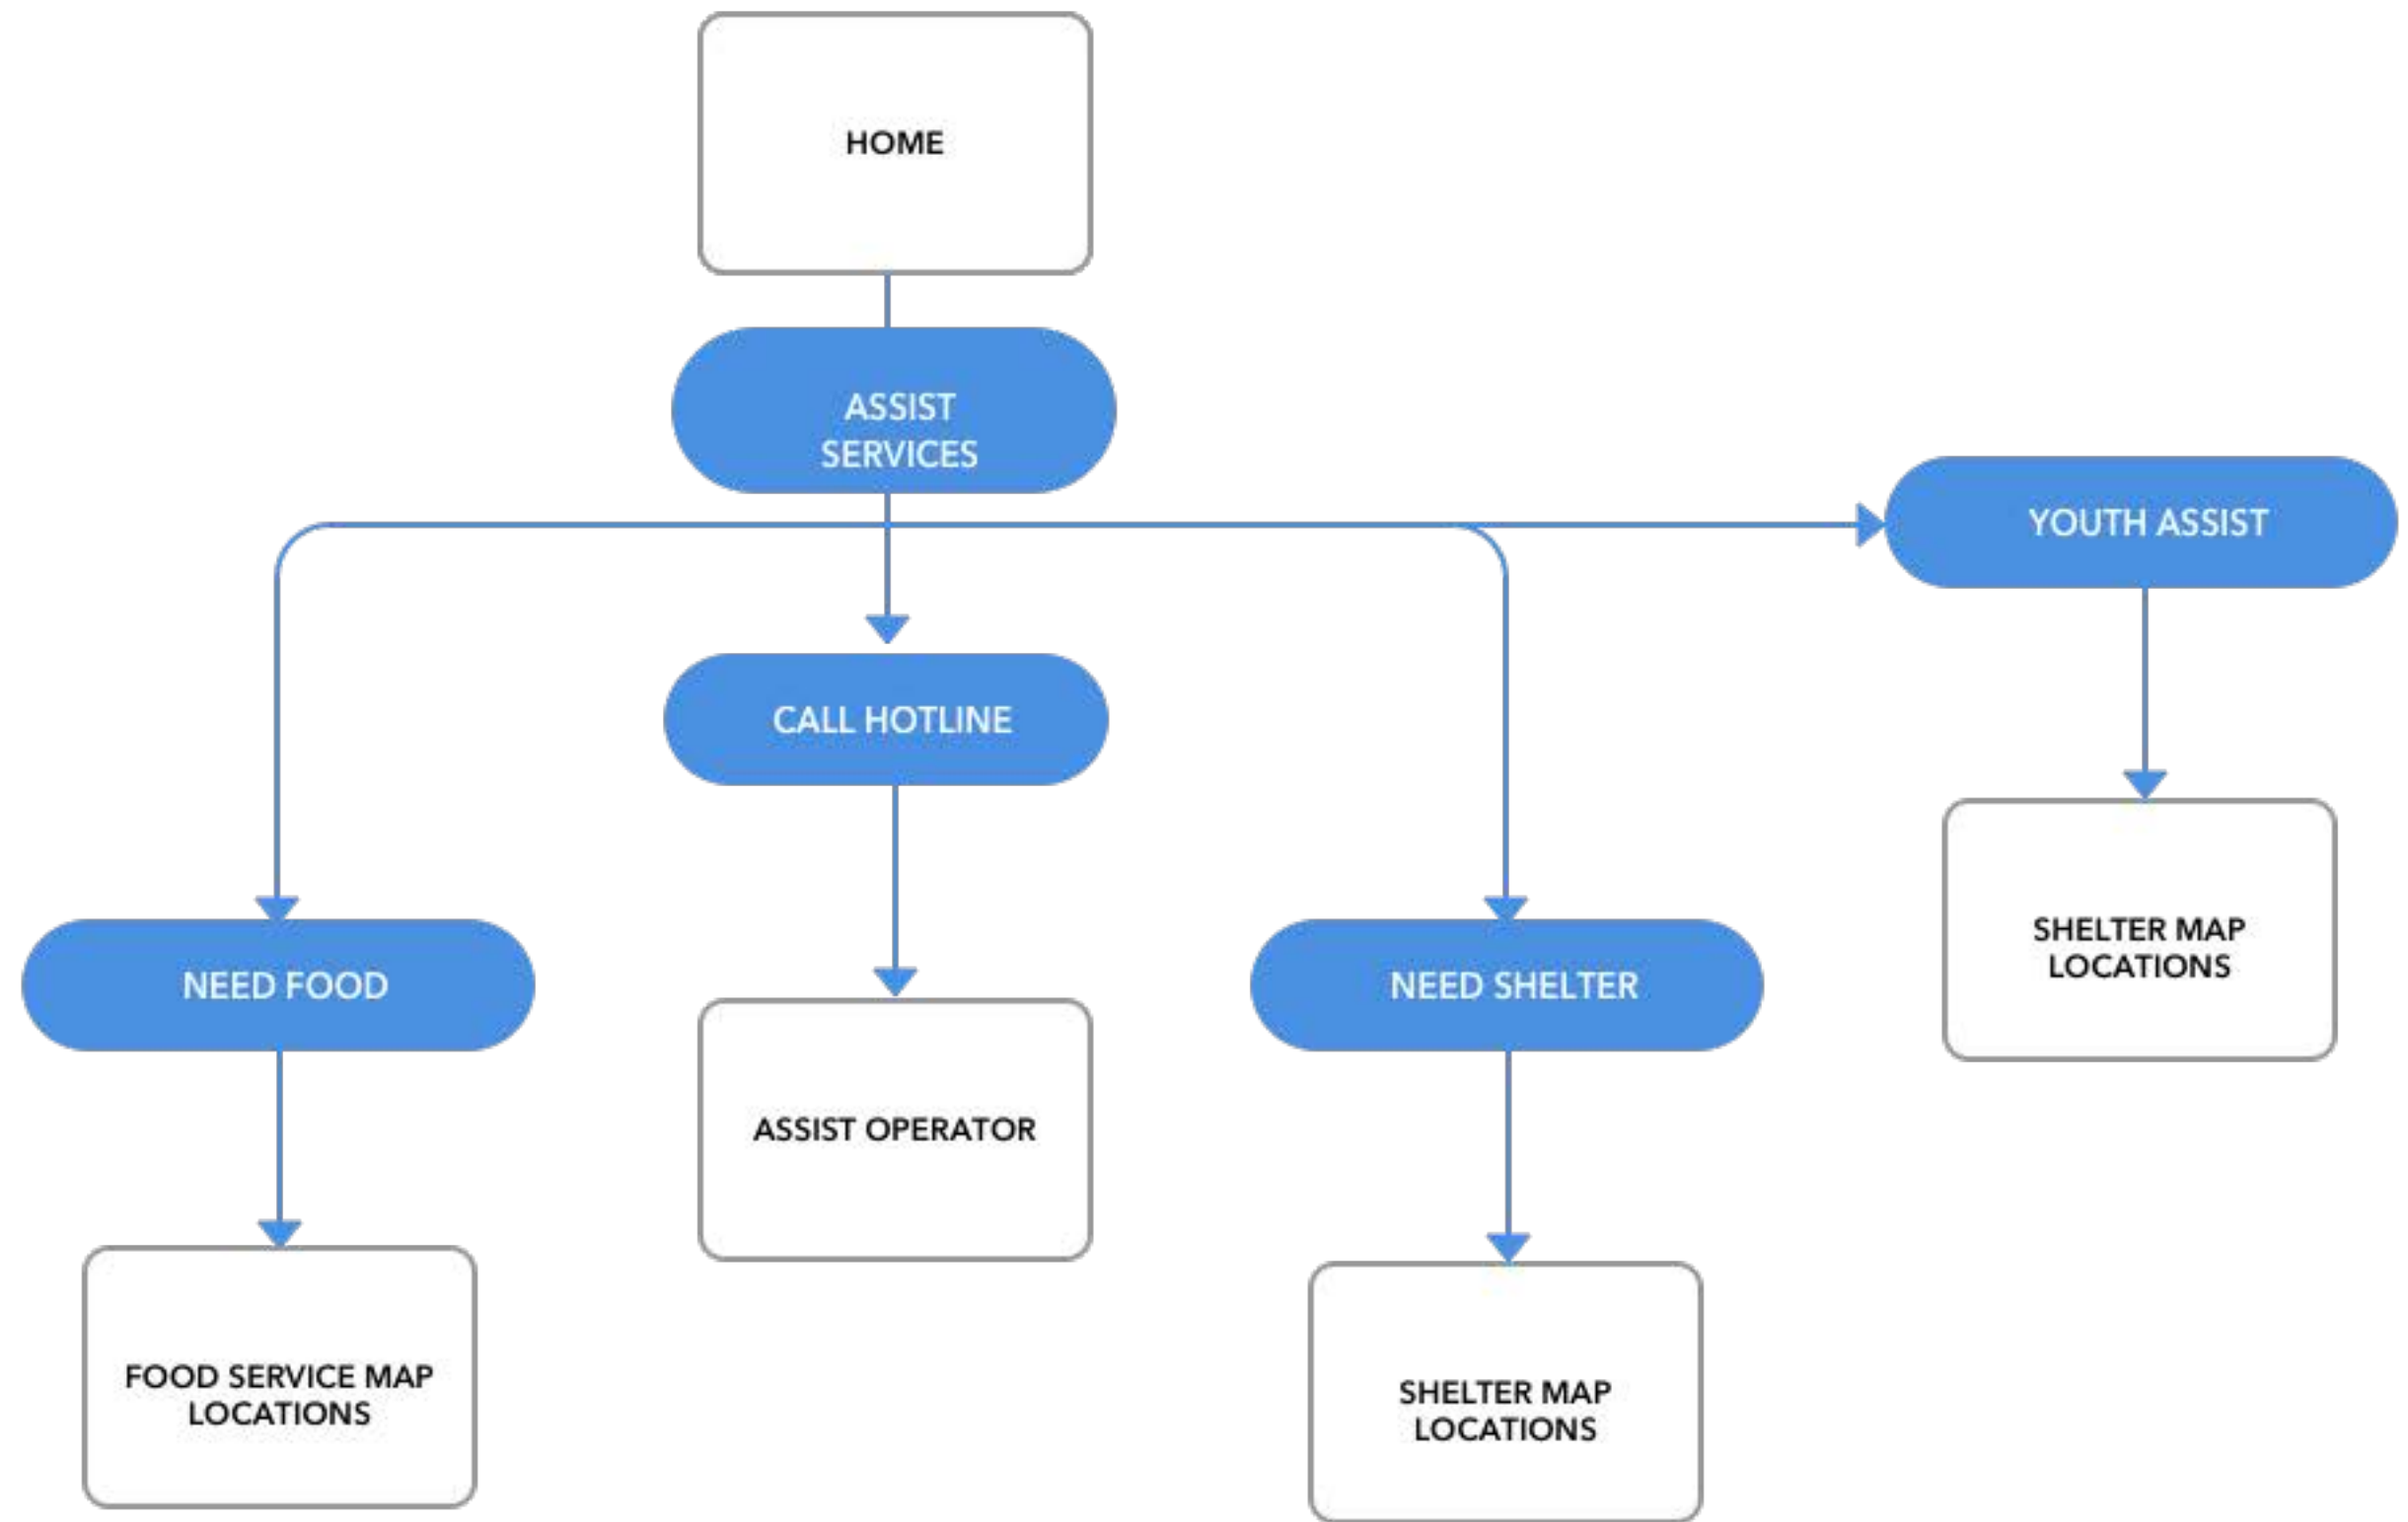 HOME
ASSIST
SERVICES
YOUTH ASSIST
CALL HOTLINE
NEED FOOD
NEED SHELTER
SHELTER MAP
LOCATIONS
ASSIST OPERATOR
FOOD SERVICE MAP
LOCATIONS
SHELTER MAP
LOCATIONS